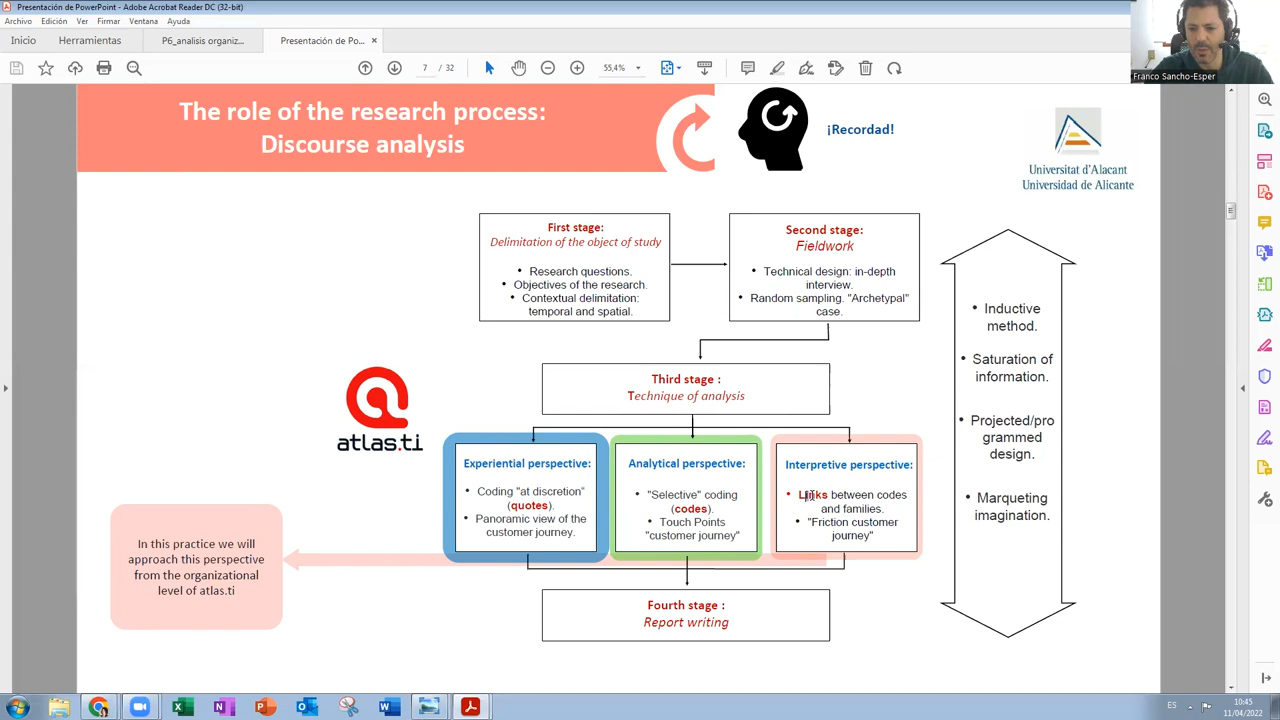 Presentación de PowerPoint - Adobe Acrobat Reader DC (32-bit)
Archivo Edición Ver Firmar Ventana Ayuda
Inicio Herramientas P6_analisis organiz... Presentación de Po... ×
7 / 32 55,4%
Franco Sancho-Esper
The role of the research process:
Discourse analysis
¡Recordad!
Universitat d'Alacant
Universidad de Alicante
First stage:
Delimitation of the object of study
• Research questions.
• Objectives of the research.
• Contextual delimitation:
temporal and spatial.
Second stage:
Fieldwork
• Technical design: in-depth
interview.
• Random sampling. "Archetypal"
case.
• Inductive
method.
• Saturation of
information.
• Projected/pro
grammed
design.
• Marqueting
imagination.
Third stage :
Technique of analysis
atlas.ti
Experiential perspective:
• Coding "at discretion"
(quotes).
• Panoramic view of the
customer journey.
Analytical perspective:
• "Selective" coding
(codes).
• Touch Points
"customer journey"
Interpretive perspective:
• Links between codes
and families.
• "Friction customer
journey"
In this practice we will
approach this perspective
from the organizational
level of atlas.ti
Fourth stage :
Report writing
ES
10:45
11/04/2022